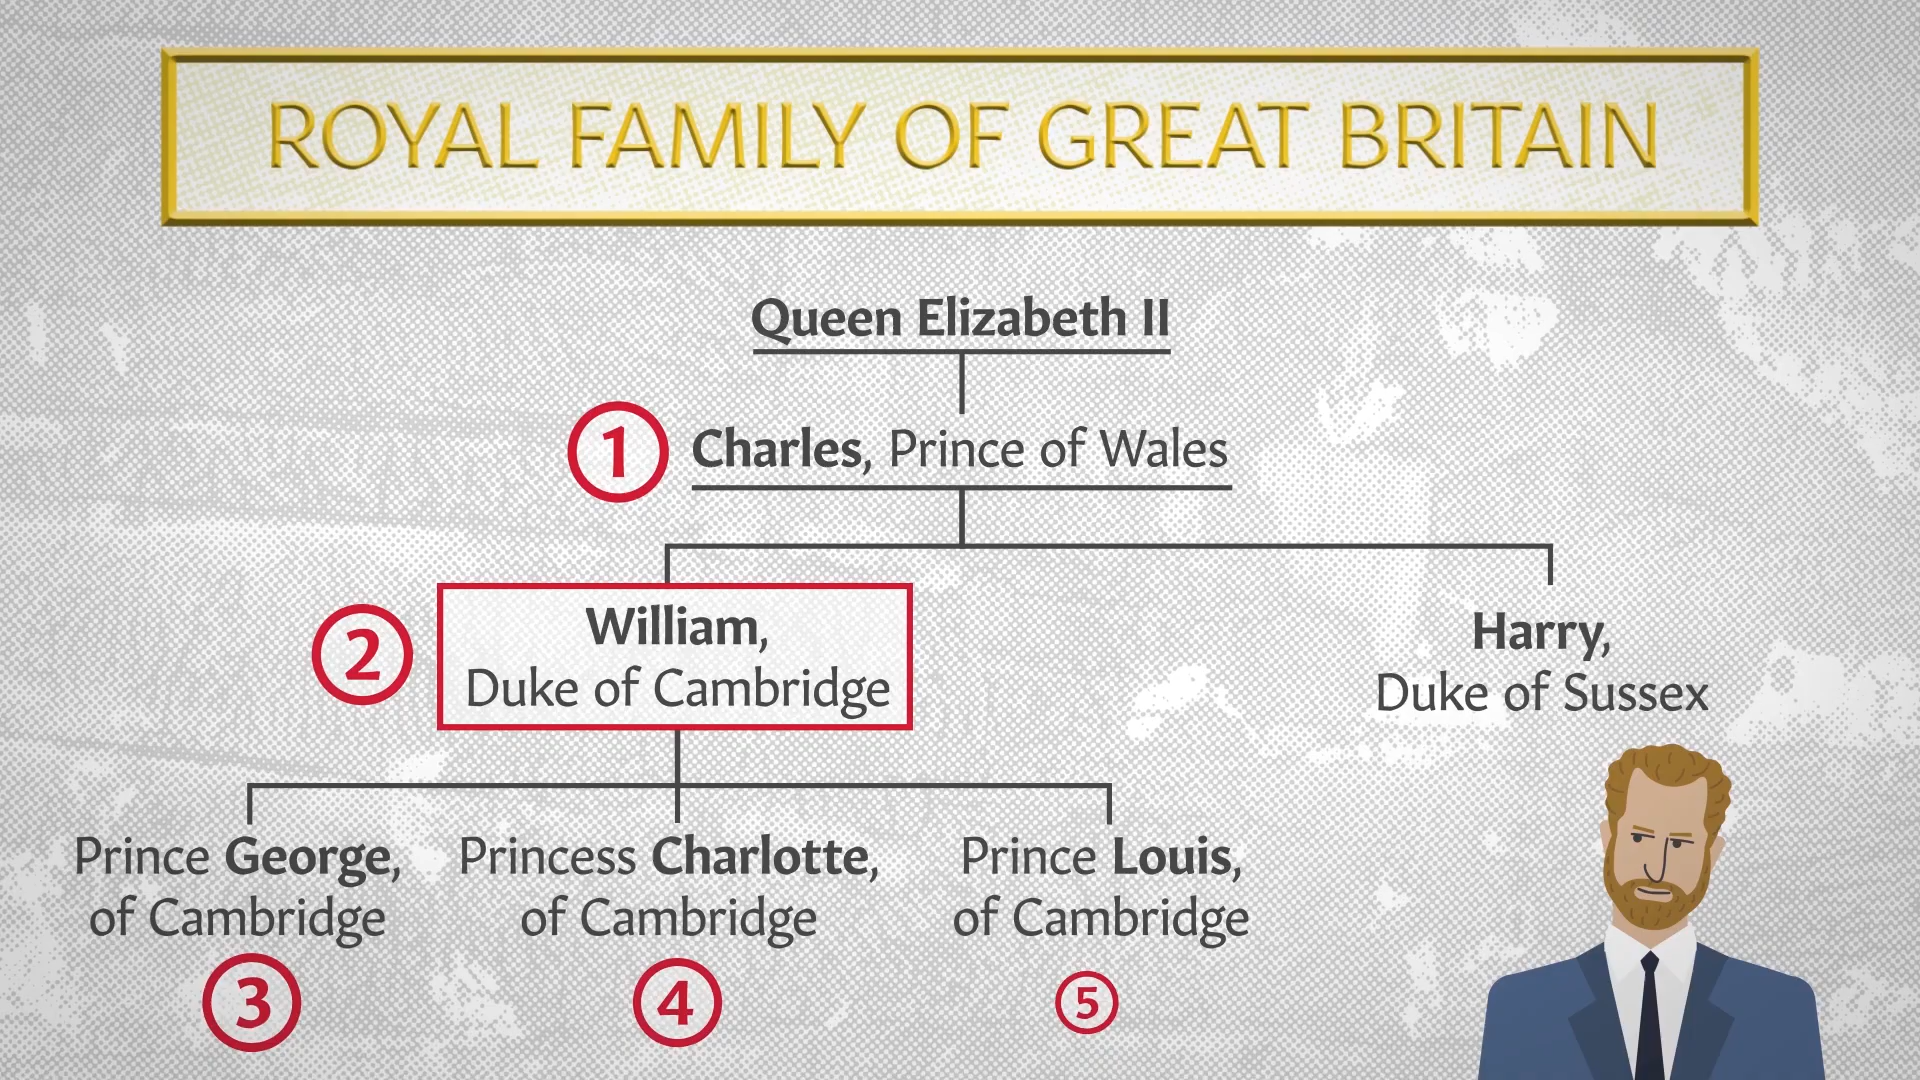 ROYAL FAMILY OF GREAT BRITAIN
Queen Elizabeth II
1 Charles, Prince of Wales
2
William,
Duke of Cambridge
Harry,
Duke of Sussex
Prince George,
of Cambridge
3
Princess Charlotte,
of Cambridge
4
Prince Louis,
of Cambridge
5